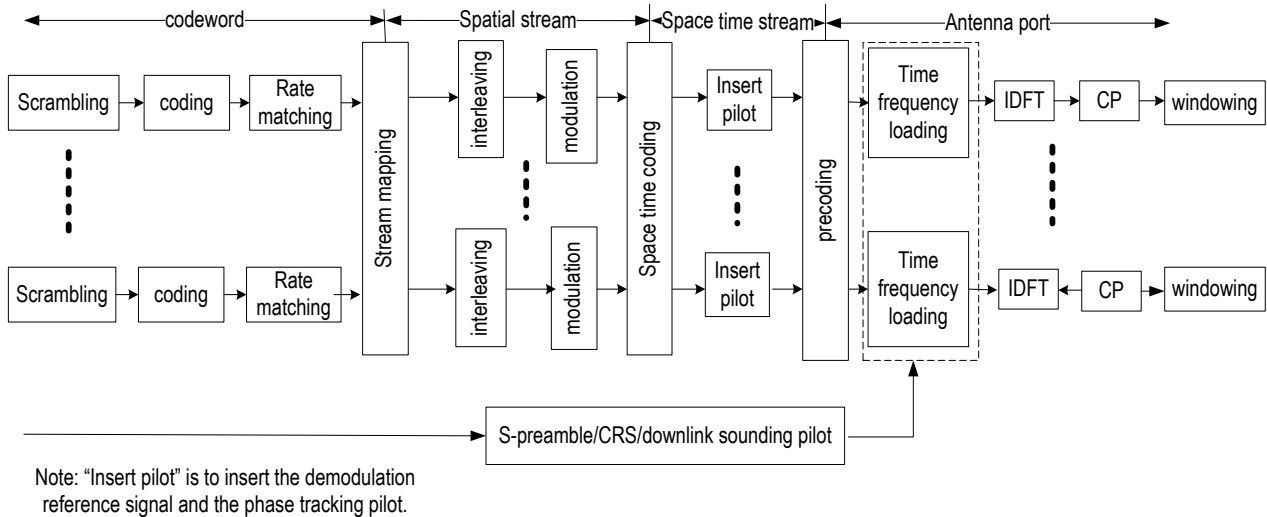 codeword
Spatial stream
Space time stream
Antenna port
Scrambling
coding
Rate
matching
Stream mapping
interleaving
modulation
Space time coding
Insert
pilot
precoding
Time
frequency
loading
IDFT
CP
windowing
Scrambling
coding
Rate
matching
interleaving
modulation
Insert
pilot
Time
frequency
loading
IDFT
CP
windowing
S-preamble/CRS/downlink sounding pilot
Note: “Insert pilot” is to insert the demodulation
reference signal and the phase tracking pilot.